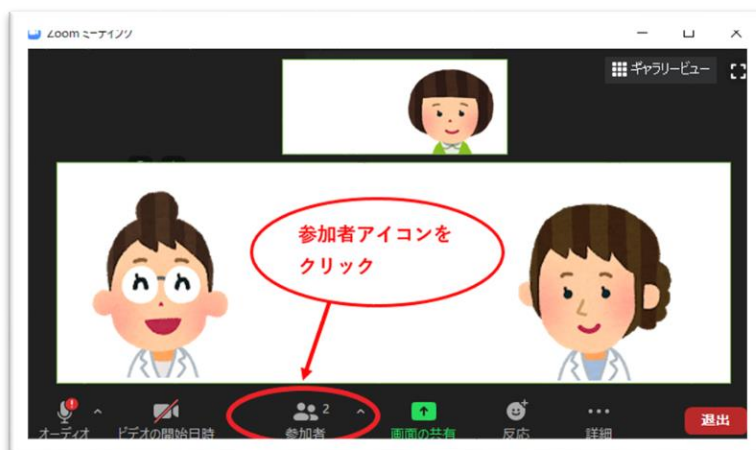 Zoom ミーティング
ギャラリービュー
参加者アイコンを
クリック
2
オーディオ
ビデオの開始日時
参加者
画面の共有
反応
詳細
退出